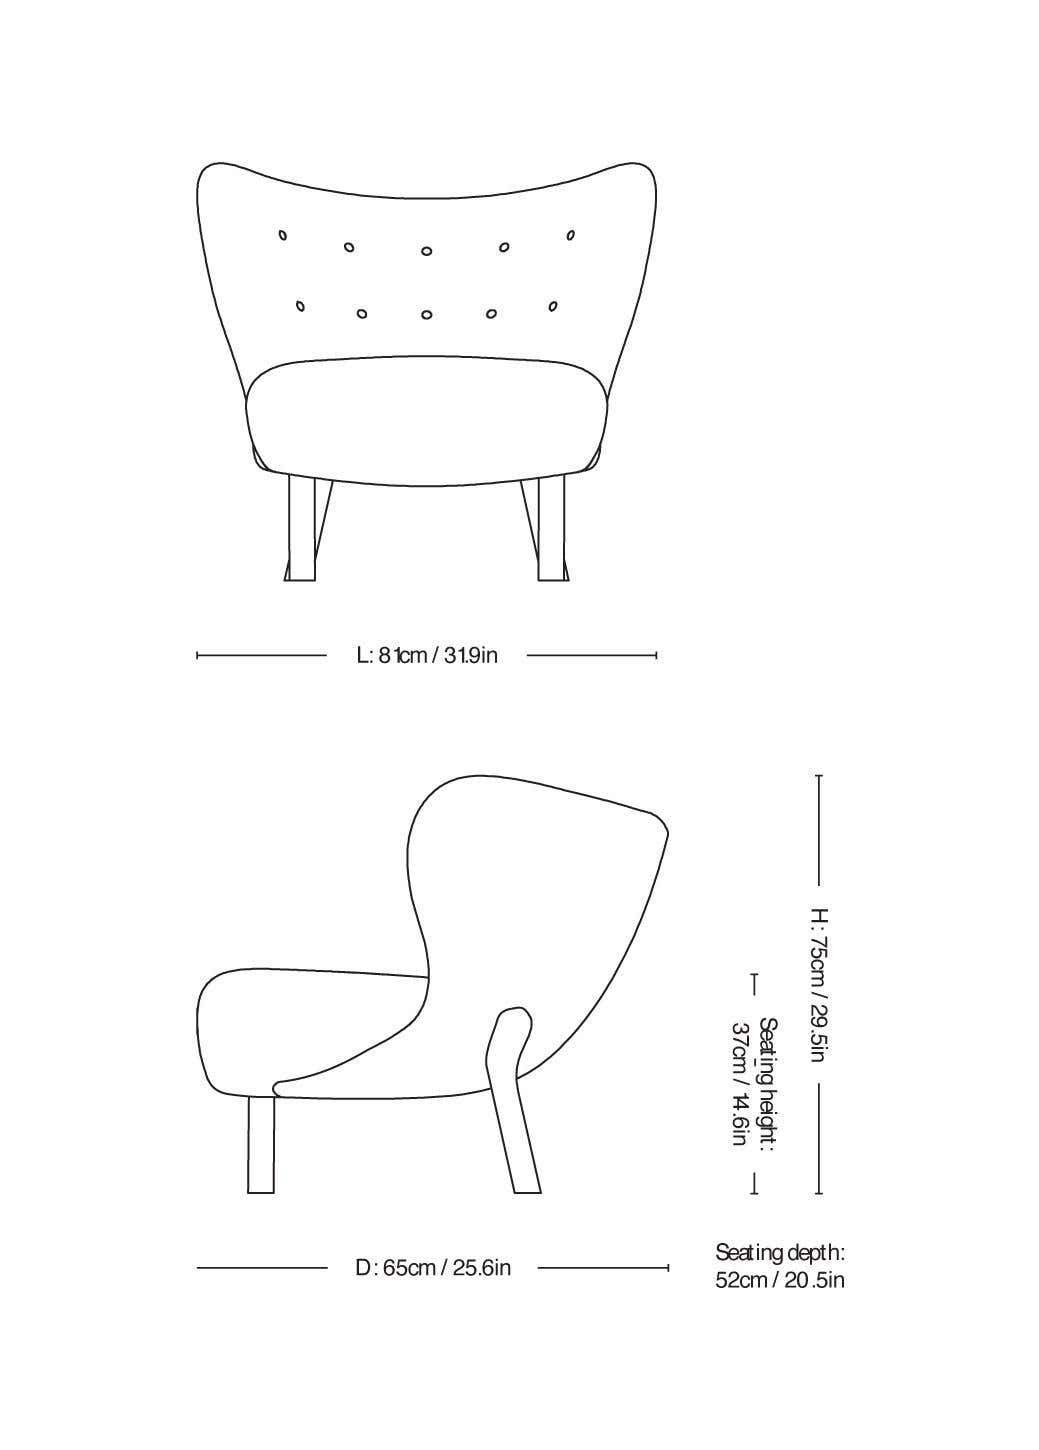 L: 81cm / 31.9in
H: 75cm / 29.5in
Seating height:
37cm / 14.6in
D: 65cm / 25.6in
Seating depth:
52cm / 20.5in